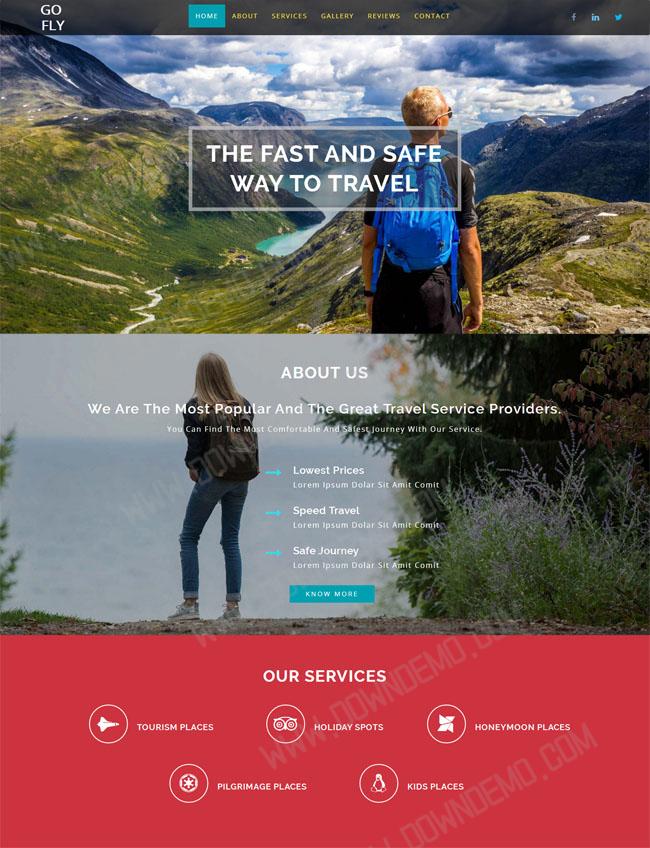 GO
FLY
HOME ABOUT SERVICES GALLERY REVIEWS CONTACT
THE FAST AND SAFE
WAY TO TRAVEL
ABOUT US
We Are The Most Popular And The Great Travel Service Providers.
You Can Find The Most Comfortable And Safest Journey With Our Service.
Lowest Prices
Lorem Ipsum Dolar Sit Amit Comit
Speed Travel
Lorem Ipsum Dolar Sit Amit Comit
Safe Journey
Lorem Ipsum Dolar Sit Amit Comit
KNOW MORE
OUR SERVICES
TOURISM PLACES
HOLIDAY SPOTS
HONEYMOON PLACES
PILGRIMAGE PLACES
KIDS PLACES
WWW.DOWNDEMO.COM
WWW.DOWNDEMO.COM